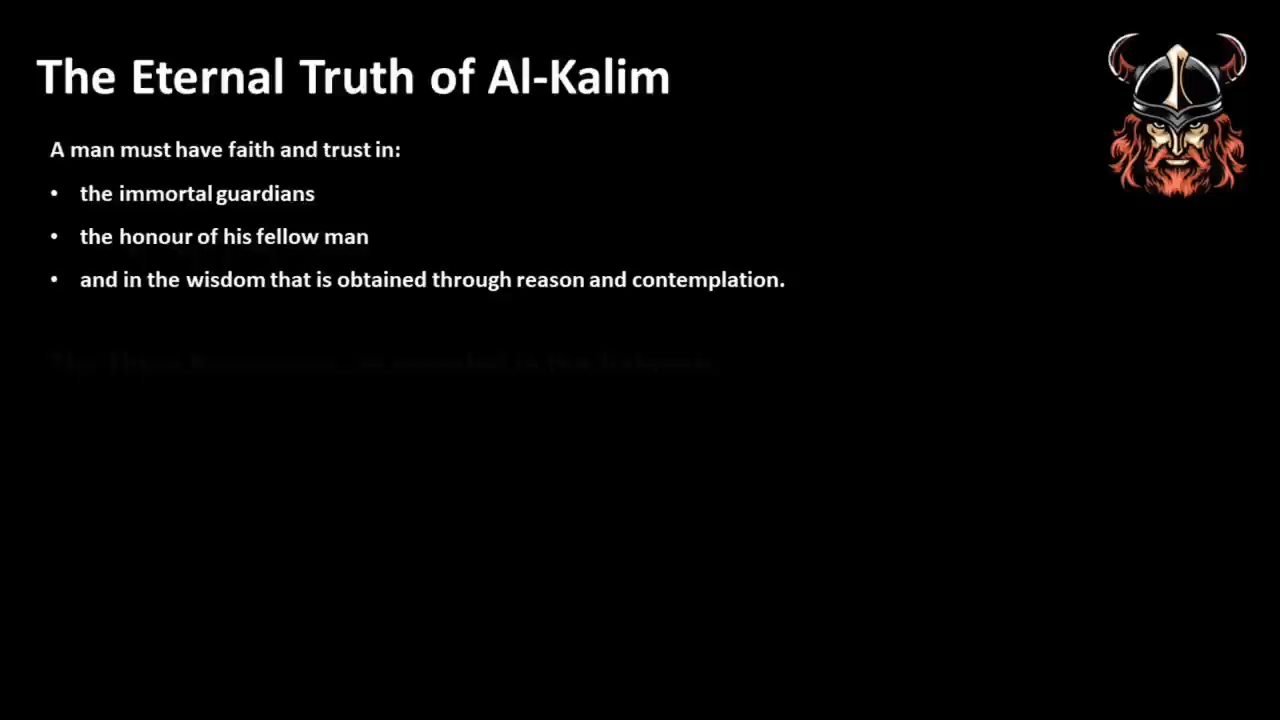 The Eternal Truth of Al-Kalim
A man must have faith and trust in:
• the immortal guardians
• the honour of his fellow man
• and in the wisdom that is obtained through reason and contemplation.